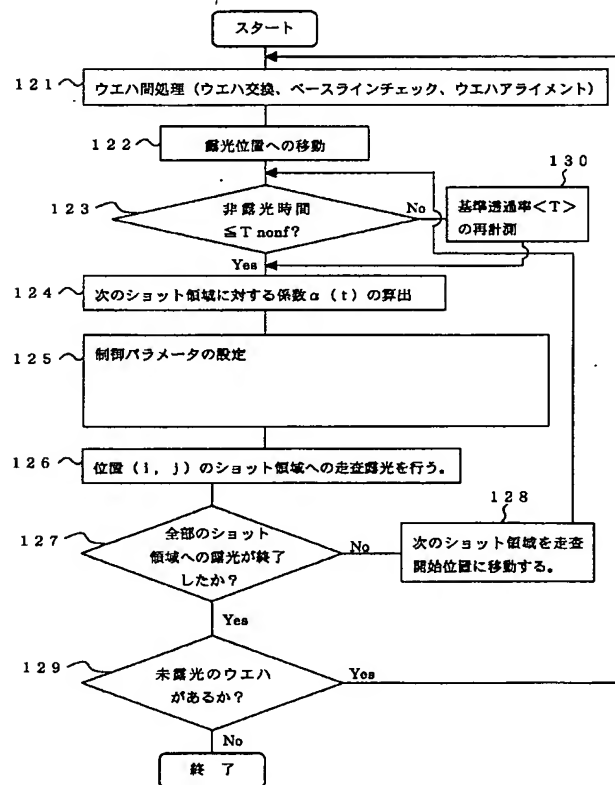 スタート
121
ウエハ間処理(ウエハ交換、ベースラインチェック、ウエハアライメント)
122
露光位置への移動
123
非露光時間
≦T nonf?
No
130
基準透過率<T>
の再計測
Yes
124
次のショット領域に対する係数α(t)の算出
125
制御パラメータの設定
126
位置(i, j)のショット領域への走査露光を行う。
127
全部のショット
領域への露光が終了
したか?
No
128
次のショット領域を走査
開始位置に移動する。
Yes
129
未露光のウエハ
があるか?
Yes
No
終 了